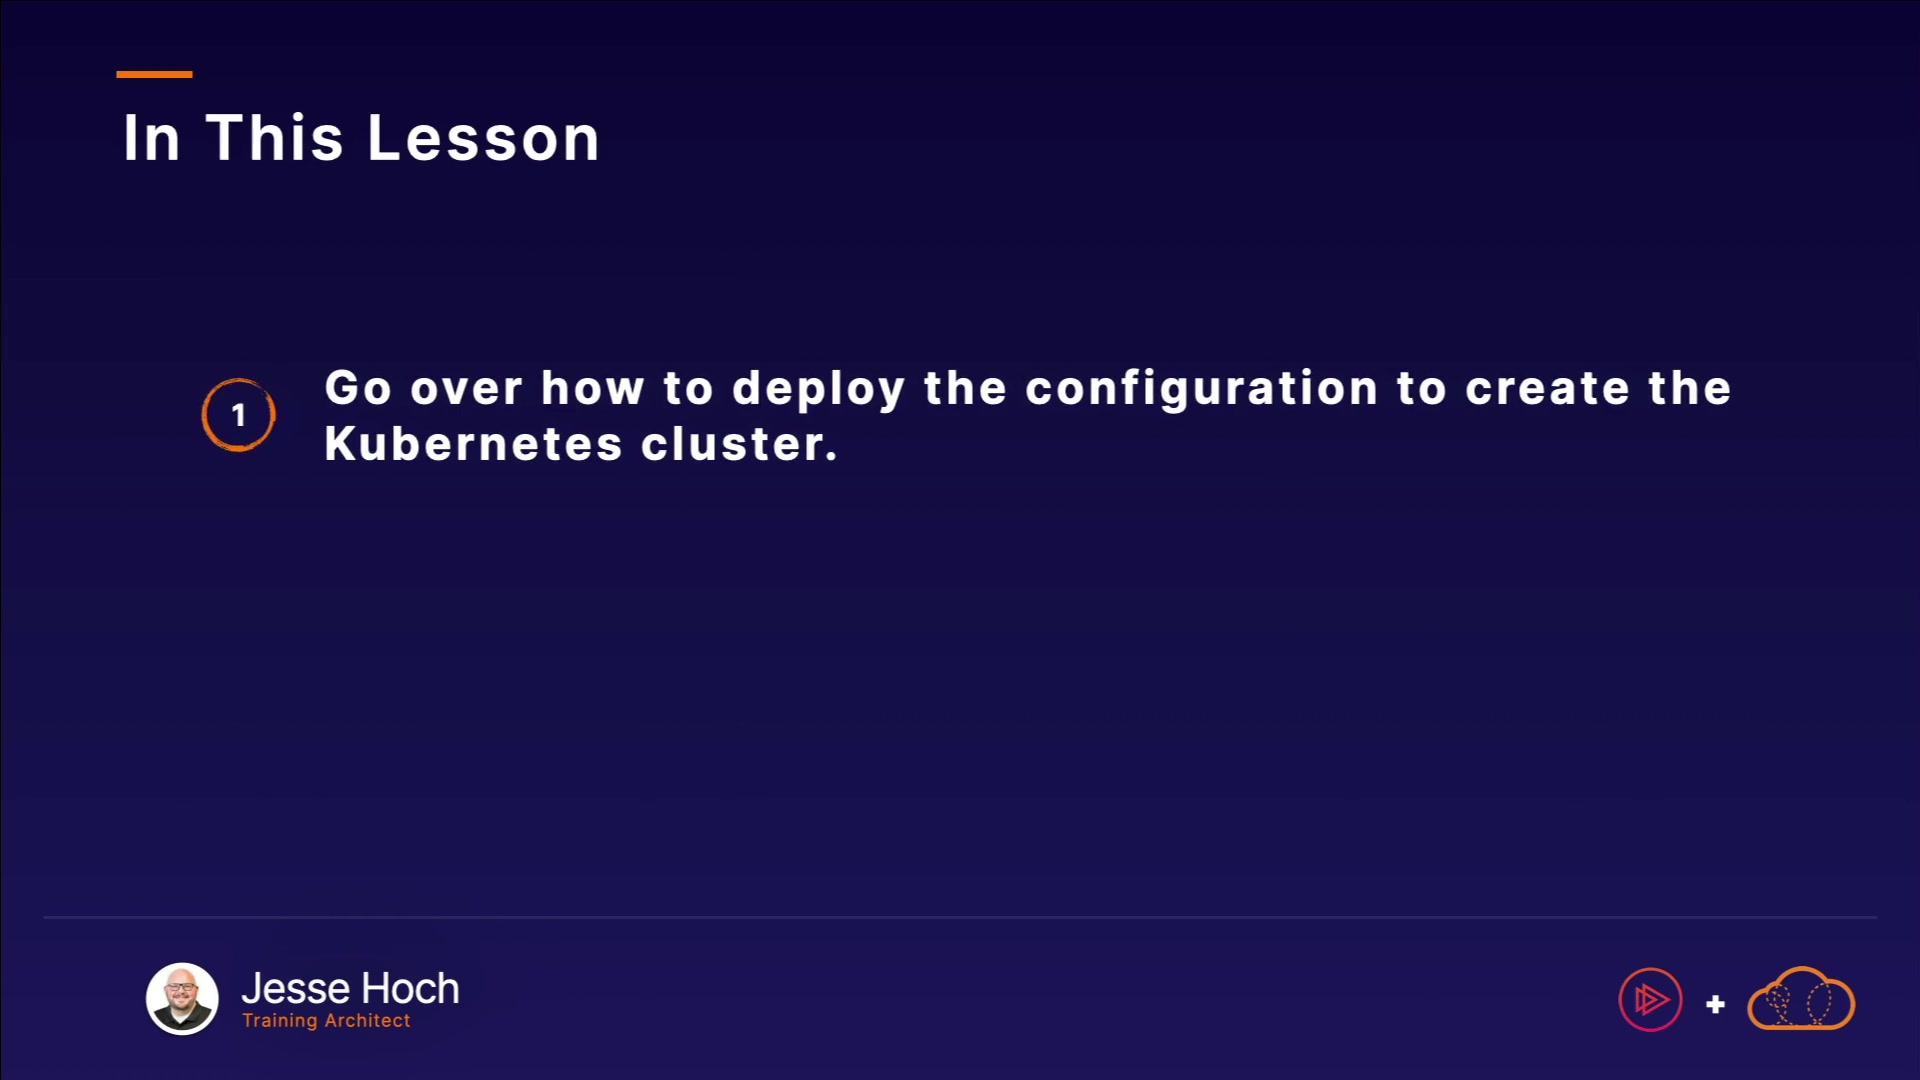 In This Lesson
1
Go over how to deploy the configuration to create the
Kubernetes cluster.
Jesse Hoch
Training Architect
+